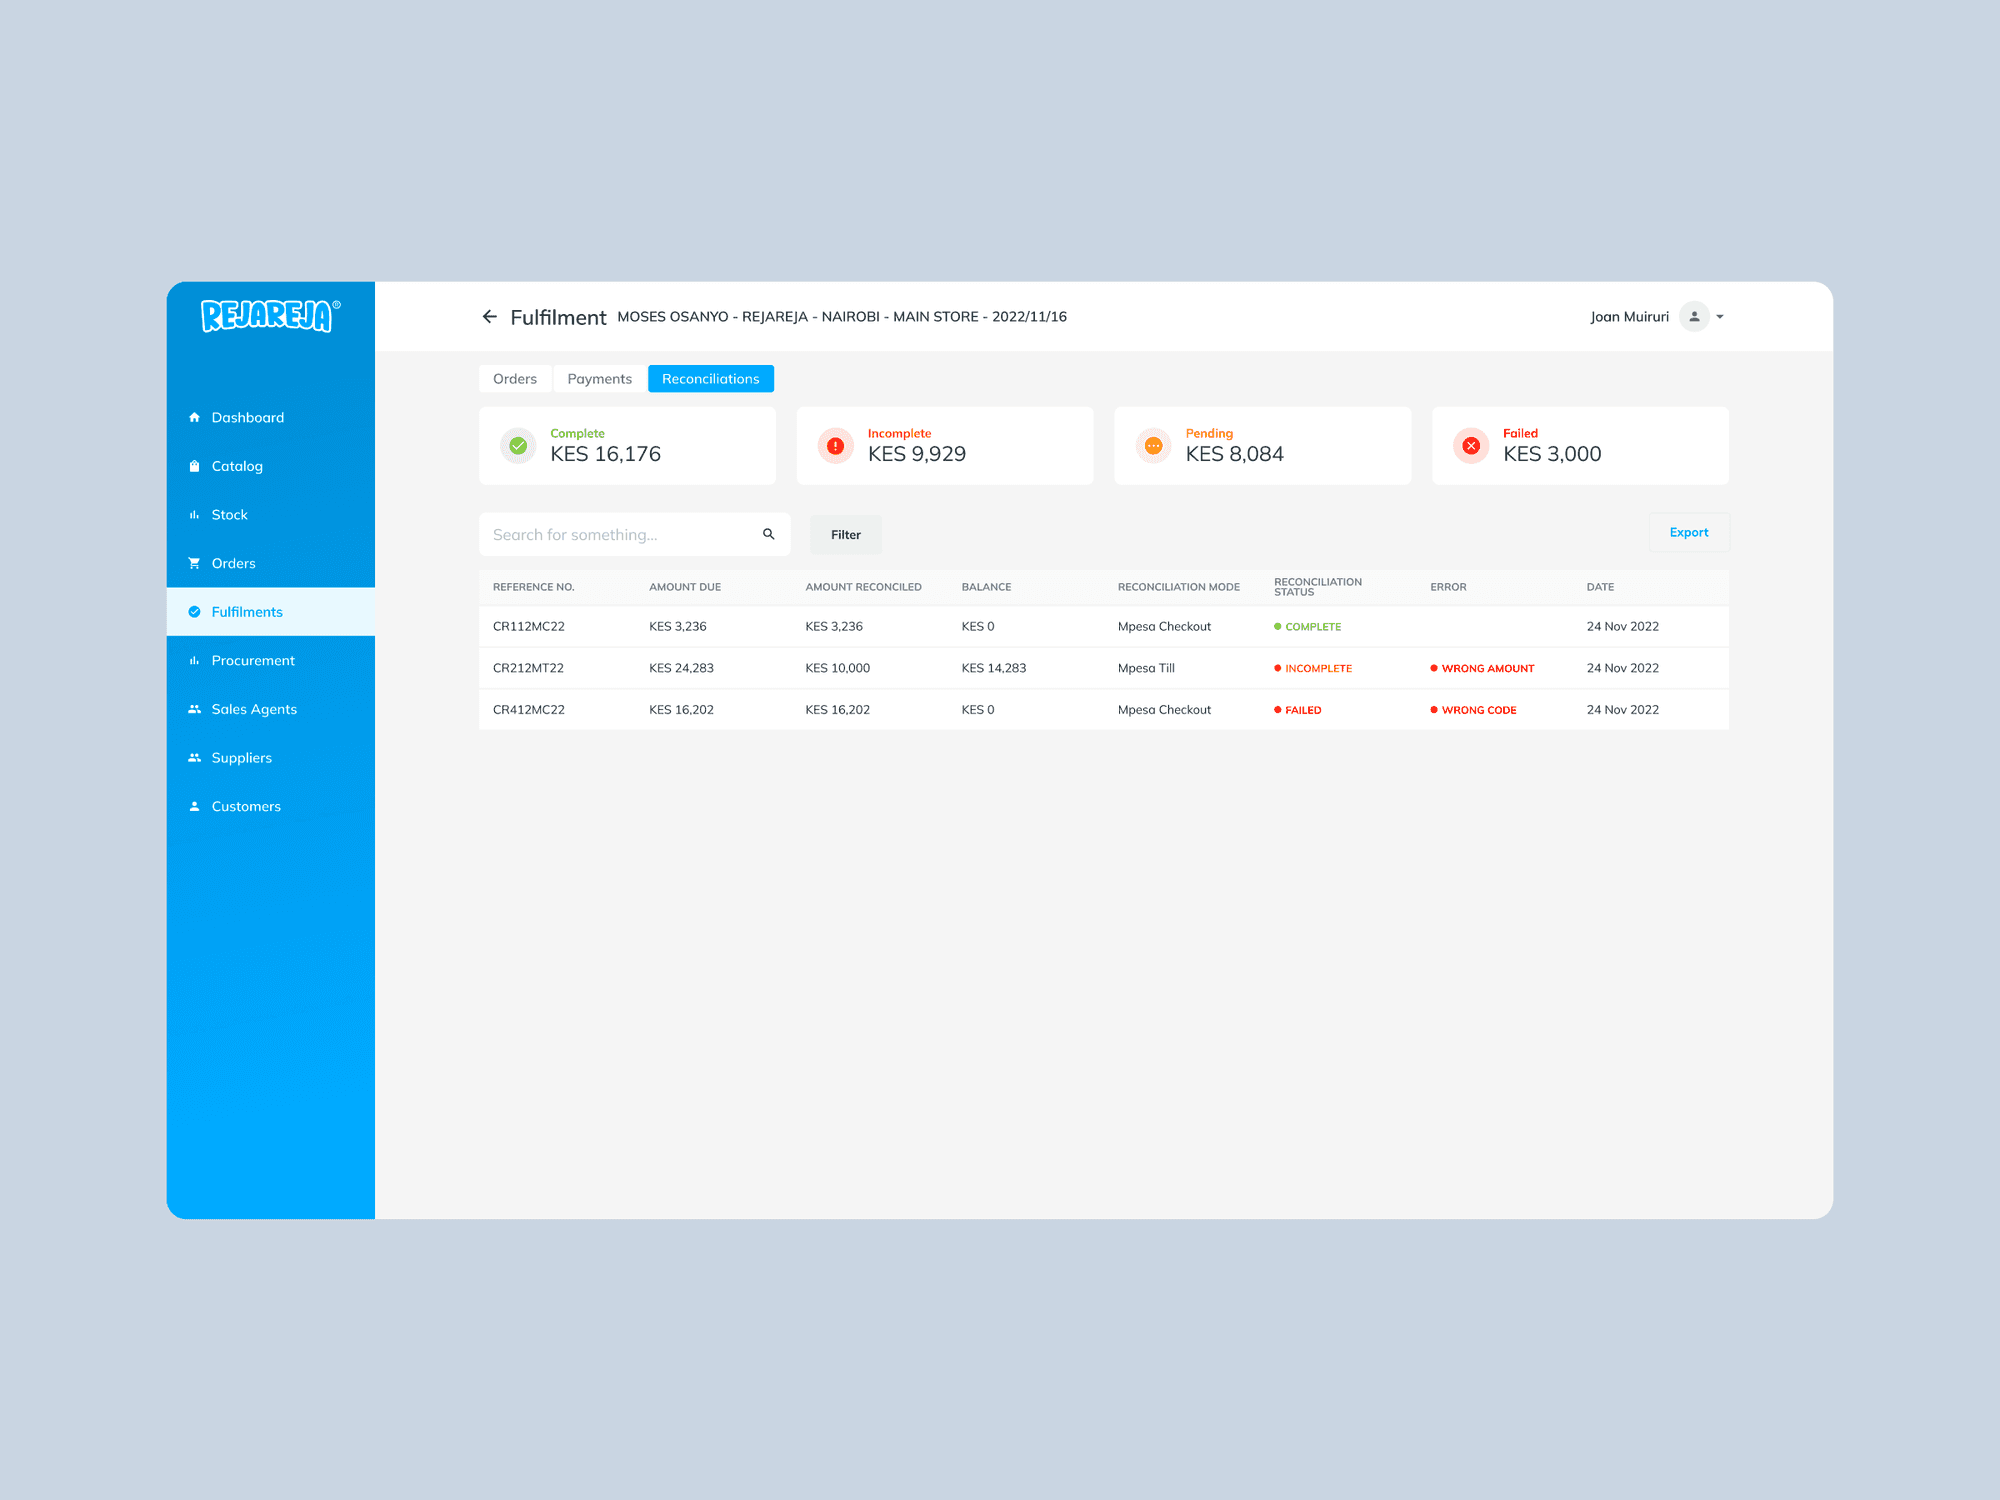 REJAREJA®
Dashboard
Catalog
Stock
Orders
Fulfilments
Procurement
Sales Agents
Suppliers
Customers
Fulfilment MOSES OSANYO - REJAREJA - NAIROBI - MAIN STORE - 2022/11/16
Joan Muiruri
Orders Payments Reconciliations
Complete
KES 16,176
Incomplete
KES 9,929
Pending
KES 8,084
Failed
KES 3,000
Search for something...
Filter
Export
REFERENCE NO. AMOUNT DUE AMOUNT RECONCILED BALANCE RECONCILIATION MODE RECONCILIATION STATUS ERROR DATE
CR112MC22 KES 3,236 KES 3,236 KES 0 Mpesa Checkout COMPLETE 24 Nov 2022
CR212MT22 KES 24,283 KES 10,000 KES 14,283 Mpesa Till INCOMPLETE WRONG AMOUNT 24 Nov 2022
CR412MC22 KES 16,202 KES 16,202 KES 0 Mpesa Checkout FAILED WRONG CODE 24 Nov 2022